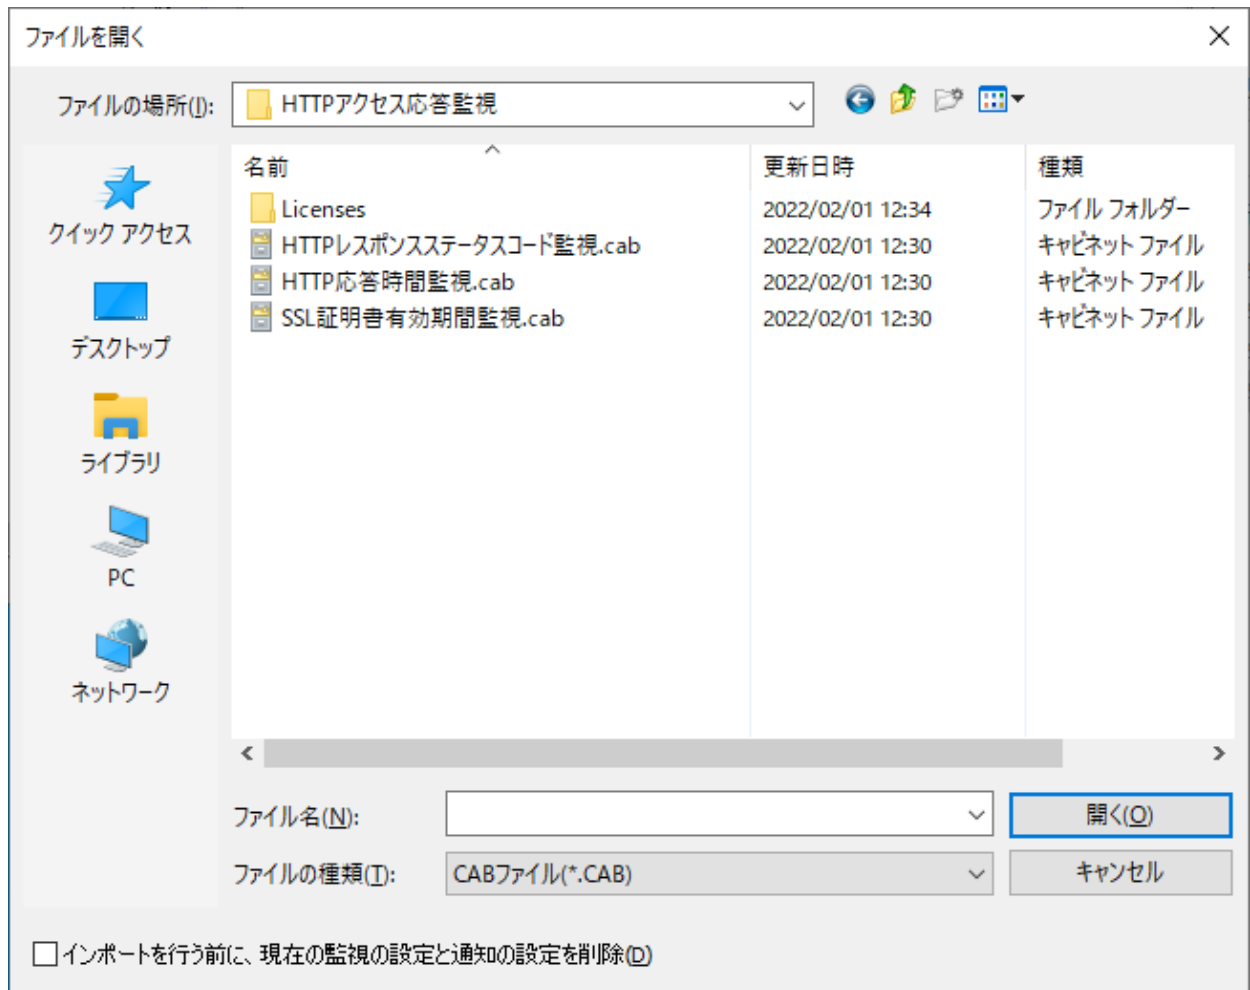 ファイルを開く
ファイルの場所(I):
HTTPアクセス応答監視
名前 更新日時 種類
Licenses 2022/02/01 12:34 ファイル フォルダー
HTTPレスポンスステータスコード監視.cab 2022/02/01 12:30 キャビネット ファイル
HTTP応答時間監視.cab 2022/02/01 12:30 キャビネット ファイル
SSL証明書有効期間監視.cab 2022/02/01 12:30 キャビネット ファイル
クイック アクセス
デスクトップ
ライブラリ
PC
ネットワーク
ファイル名(N):
開く(O)
ファイルの種類(T):
CABファイル(*.CAB)
キャンセル
インポートを行う前に、現在の監視の設定と通知の設定を削除(D)